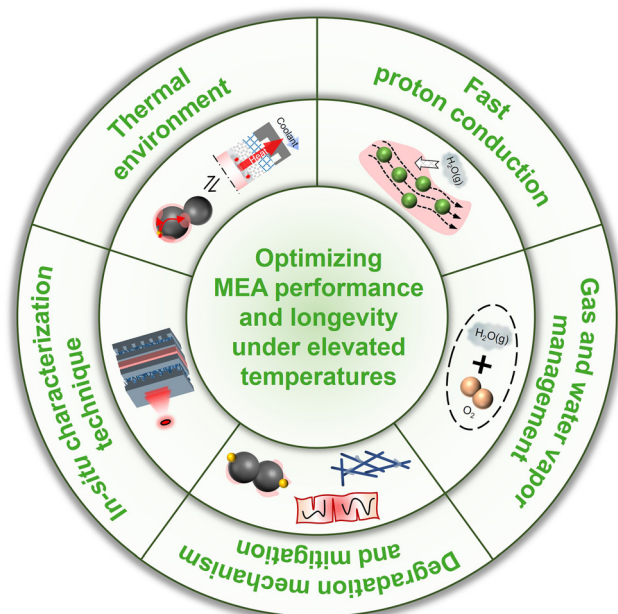 Optimizing
MEA performance
and longevity
under elevated
temperatures
Thermal
environment
Coolant
Heat
Fast
proton conduction
H₂O(g)
Gas and water vapor
management
H₂O(g)
+
O₂
Degradation mechanism
and mitigation
In-situ characterization
technique